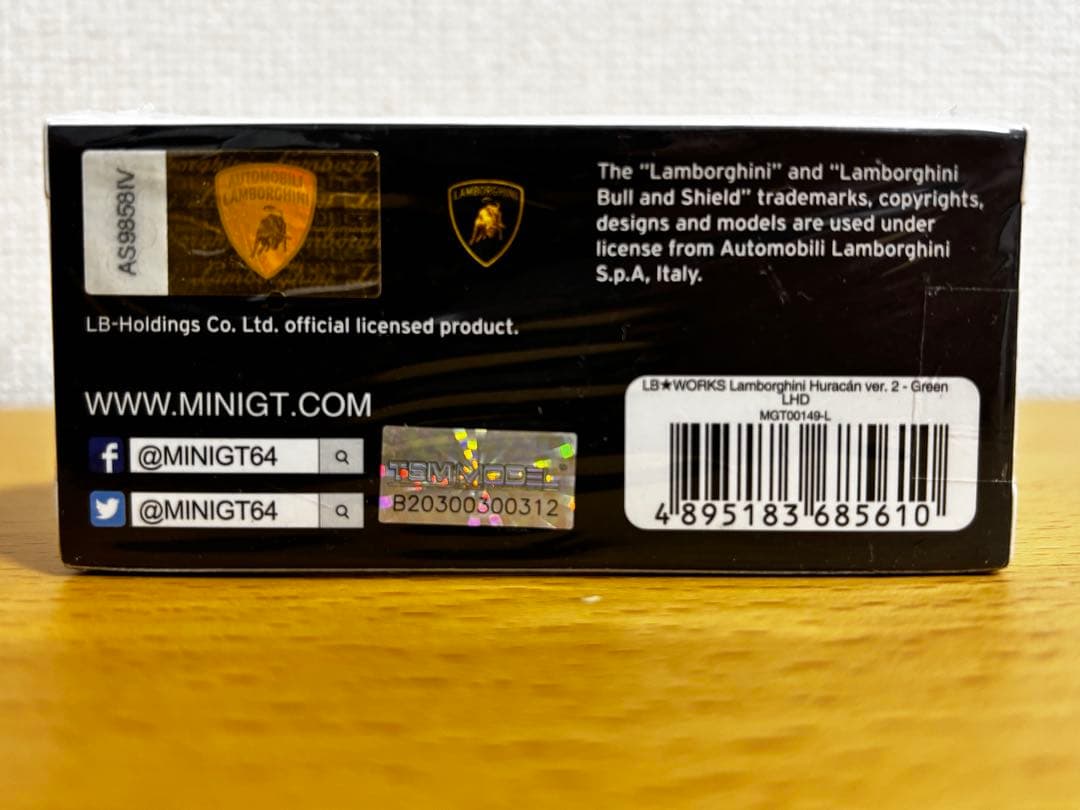 AS9858IV
AUTOMOBILI
LAMBORGHINI
LAMBORGHINI
The "Lamborghini" and "Lamborghini
Bull and Shield" trademarks, copyrights,
designs and models are used under
license from Automobili Lamborghini
S.p.A, Italy.
LB-Holdings Co. Ltd. official licensed product.
WWW.MINIGT.COM
@MINIGT64
@MINIGT64
TSM MODEL
B20300300312
LB★WORKS Lamborghini Huracán ver. 2 - Green
LHD
MGT00149-L
4 895183 685610